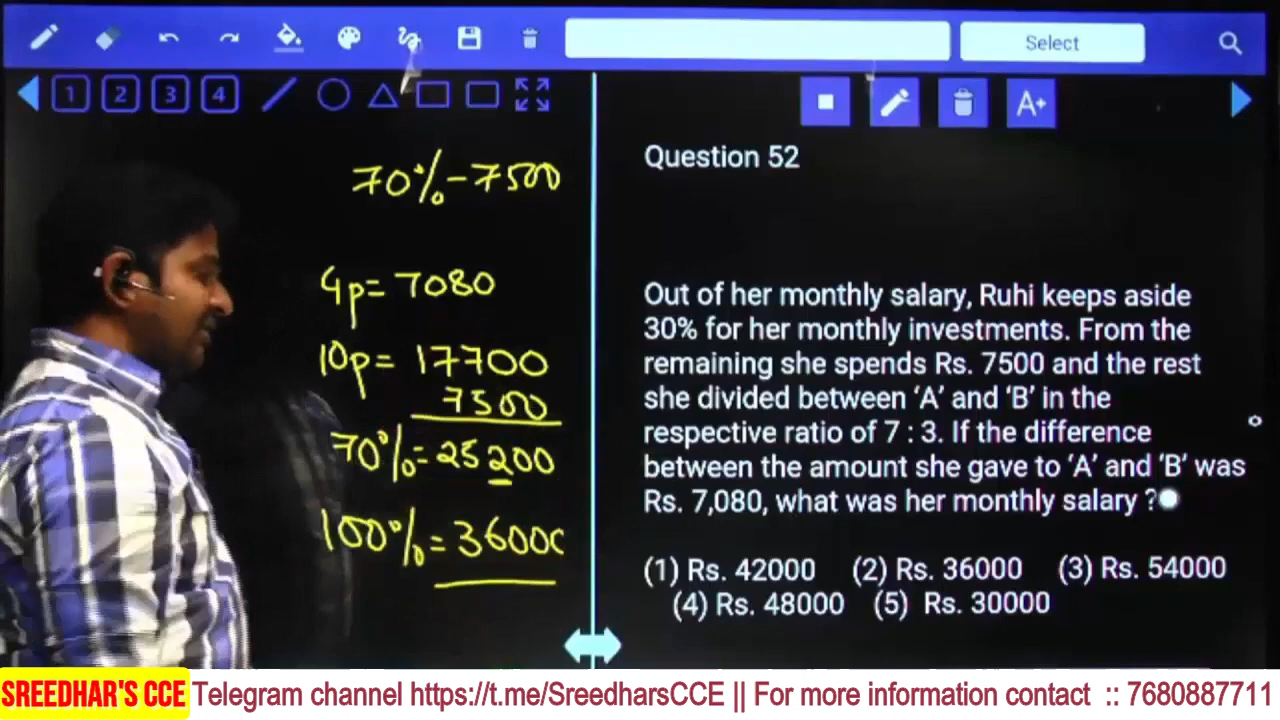 Select
1 2 3 4
A+
70%-7500
4p= 7080
10p= 17700
7500
70%=25200
100%=36000
Question 52
Out of her monthly salary, Ruhi keeps aside
30% for her monthly investments. From the
remaining she spends Rs. 7500 and the rest
she divided between ‘A’ and ‘B’ in the
respective ratio of 7 : 3. If the difference
between the amount she gave to ‘A’ and ‘B’ was
Rs. 7,080, what was her monthly salary ?
(1) Rs. 42000 (2) Rs. 36000 (3) Rs. 54000
(4) Rs. 48000 (5) Rs. 30000
SREEDHAR'S CCE Telegram channel https://t.me/SreedharsCCE || For more information contact :: 7680887711